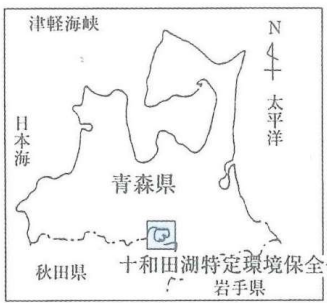 津軽海峡
N
太平洋
日本海
青森県
十和田湖特定環境保全
秋田県
岩手県